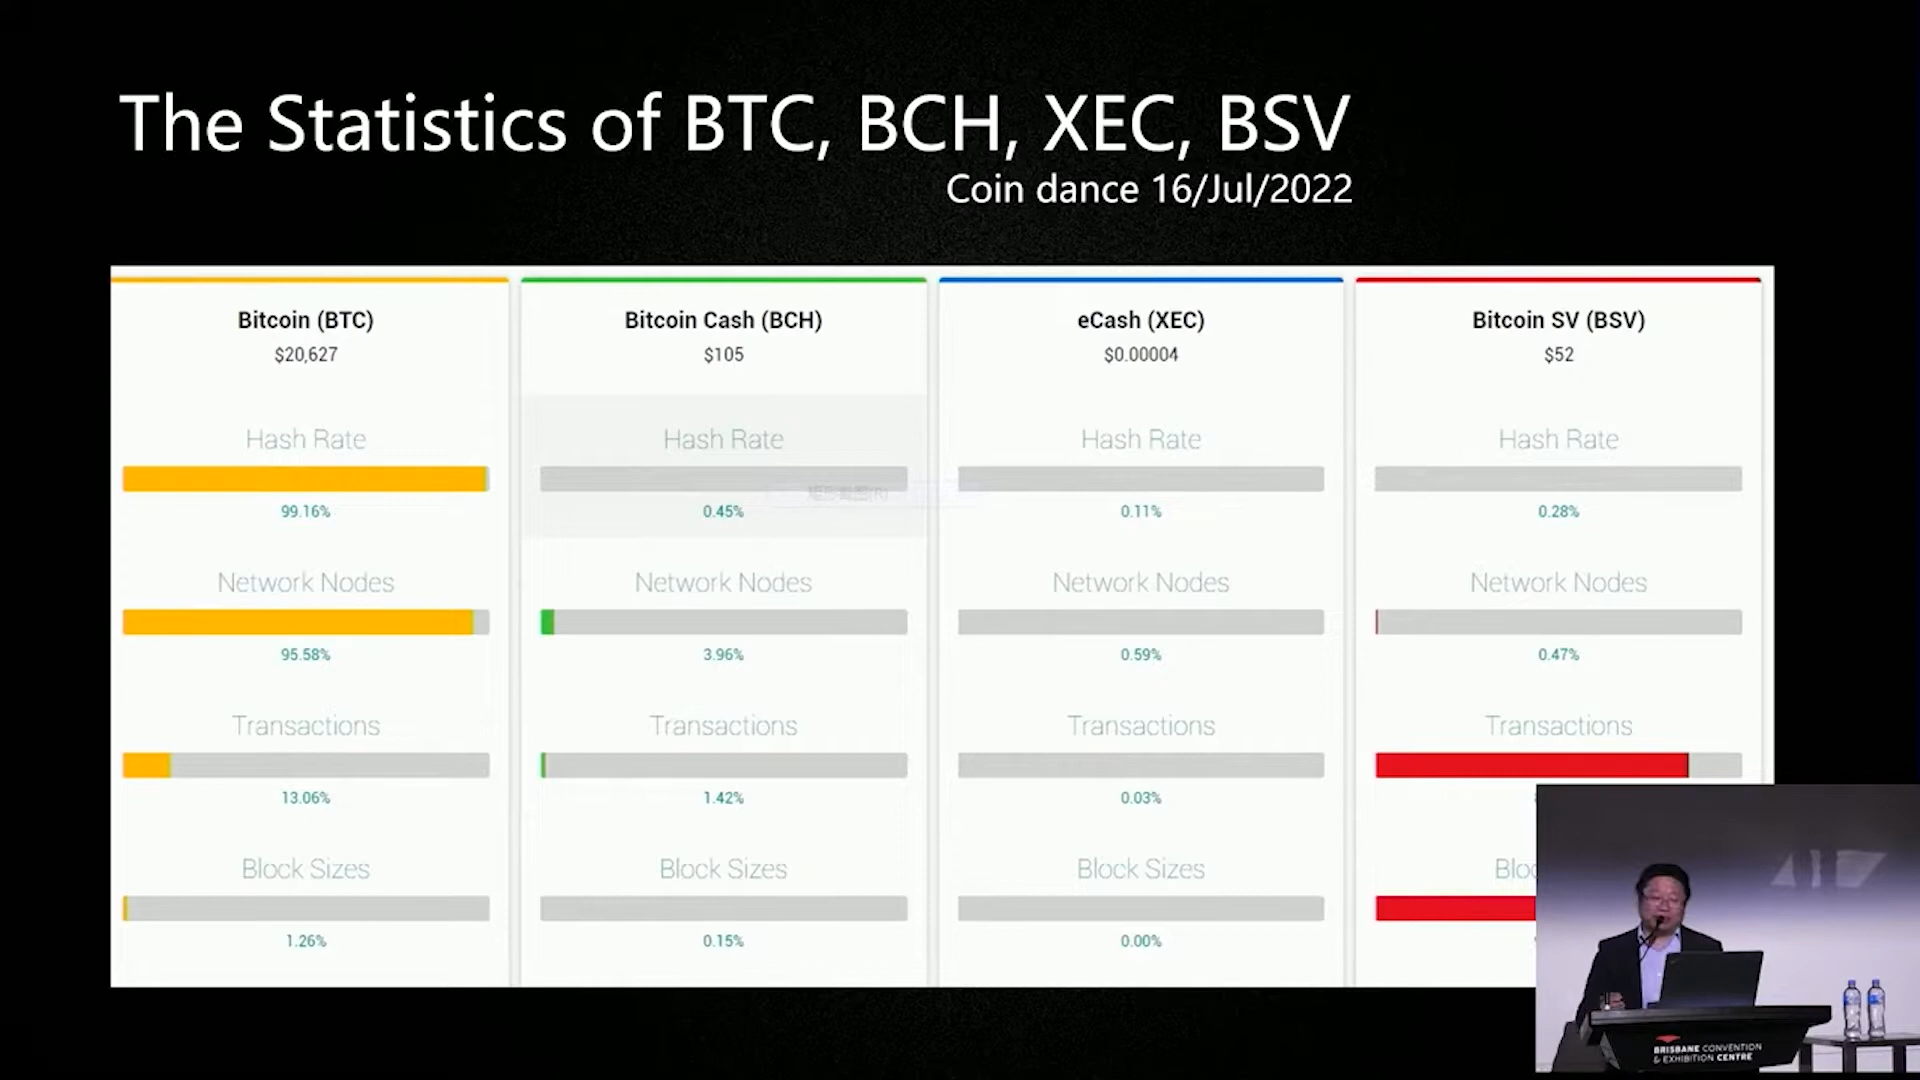 The Statistics of BTC, BCH, XEC, BSV
Coin dance 16/Jul/2022
Bitcoin (BTC)
$20,627
Hash Rate
99.16%
Network Nodes
95.58%
Transactions
13.06%
Block Sizes
1.26%
Bitcoin Cash (BCH)
$105
Hash Rate
矩形截图(R)
0.45%
Network Nodes
3.96%
Transactions
1.42%
Block Sizes
0.15%
eCash (XEC)
$0.00004
Hash Rate
0.11%
Network Nodes
0.59%
Transactions
0.03%
Block Sizes
0.00%
Bitcoin SV (BSV)
$52
Hash Rate
0.28%
Network Nodes
0.47%
Transactions
BRISBANE CONVENTION
& EXHIBITION CENTRE